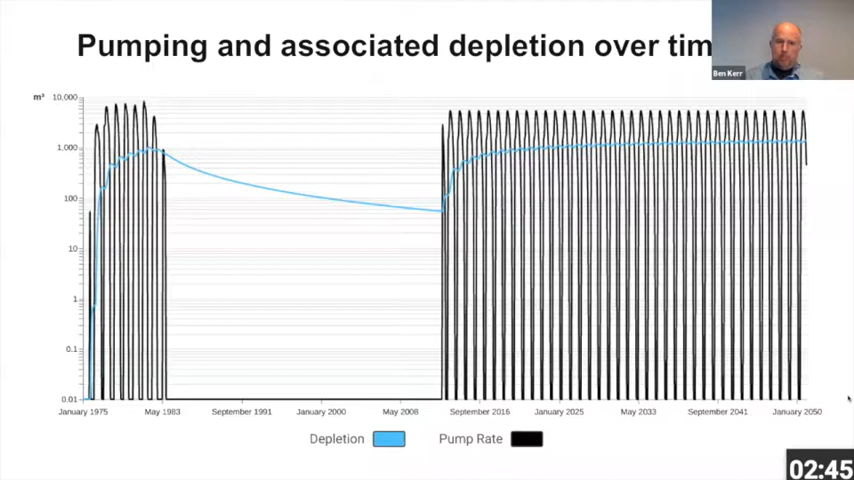 Pumping and associated depletion over tim
Ben Kerr
m³
10,000
1,000
100
10
1
0.1
0.01
January 1975
May 1983
September 1991
January 2000
May 2008
September 2016
January 2025
May 2033
September 2041
January 2050
Depletion
Pump Rate
02:45